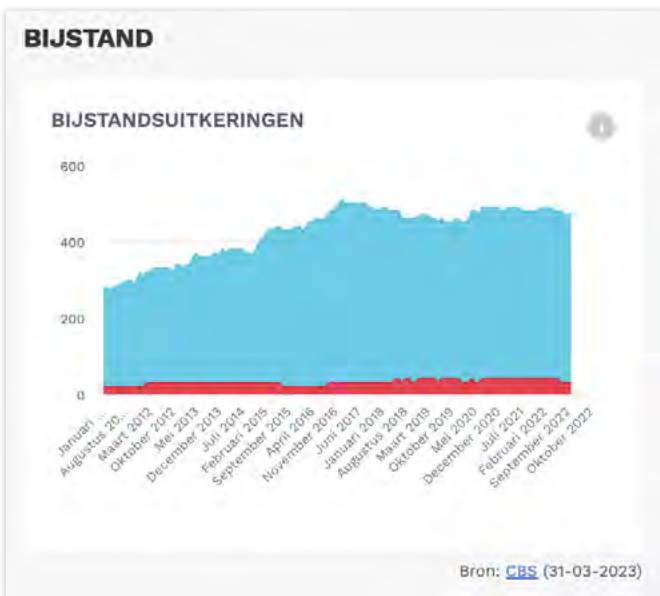 BIJSTAND
BIJSTANDSUITKERINGEN
i
600
400
200
0
Januari ...
Augustus 20...
Maart 2012
Oktober 2012
Mei 2013
December 2013
Juli 2014
Februari 2015
September 2015
April 2016
November 2016
Juni 2017
Januari 2018
Augustus 2018
Maart 2019
Oktober 2019
Mei 2020
December 2020
Juli 2021
Februari 2022
September 2022
Oktober 2022
Bron: CBS (31-03-2023)